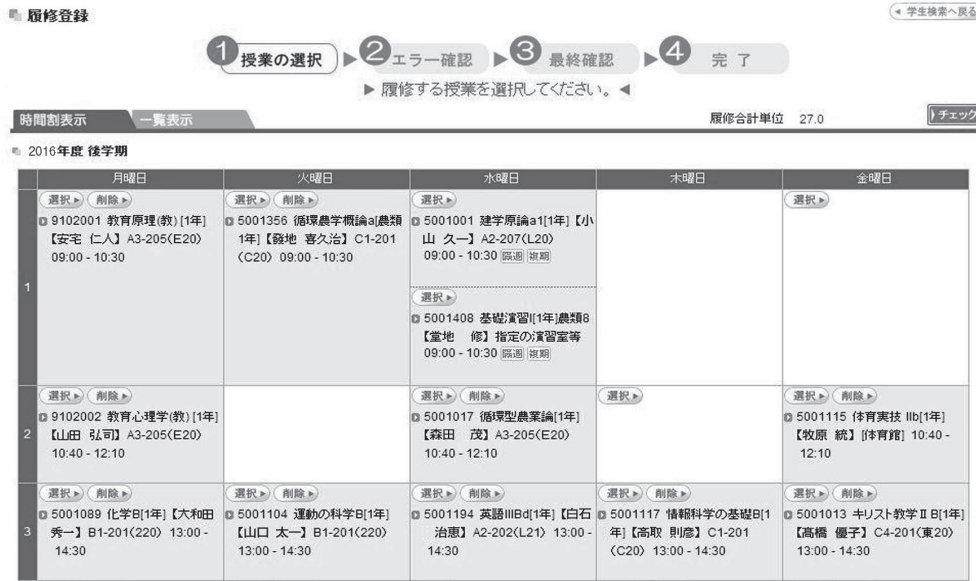 履修登録
学生検索へ戻る
1 授業の選択 2 エラー確認 3 最終確認 4 完了
履修する授業を選択してください。
時間割表示 一覧表示 履修合計単位 27.0 チェック
2016年度 後学期
月曜日 火曜日 水曜日 木曜日 金曜日
1
選択 削除
9102001 教育原理(教)[1年]
【安宅 仁人】A3-205(E20)
09:00 - 10:30
選択 削除
5001356 循環農学概論a[農類
1年]【發地 喜久治】C1-201
(C20) 09:00 - 10:30
選択
5001001 建学原論a1[1年]【小
山 久一】A2-207(L20)
09:00 - 10:30 隔週 複期
選択
5001408 基礎演習I[1年]農類8
【堂地 修】指定の演習室等
09:00 - 10:30 隔週 複期
選択
2
選択 削除
9102002 教育心理学(教)[1年]
【山田 弘司】A3-205(E20)
10:40 - 12:10
選択 削除
5001017 循環型農業論[1年]
【森田 茂】A3-205(E20)
10:40 - 12:10
選択
選択 削除
5001115 体育実技 IIb[1年]
【牧原 統】[体育館] 10:40 -
12:10
3
選択 削除
5001089 化学B[1年]【大和田
秀一】B1-201(220) 13:00 -
14:30
選択 削除
5001104 運動の科学B[1年]
【山口 太一】B1-201(220)
13:00 - 14:30
選択 削除
5001194 英語IIIBd[1年]【白石
治恵】A2-202(L21) 13:00 -
14:30
選択 削除
5001117 情報科学の基礎B[1
年]【高取 則彦】C1-201
(C20) 13:00 - 14:30
選択 削除
5001013 キリスト教学ⅡB[1年]
【高橋 優子】C4-201(東20)
13:00 - 14:30